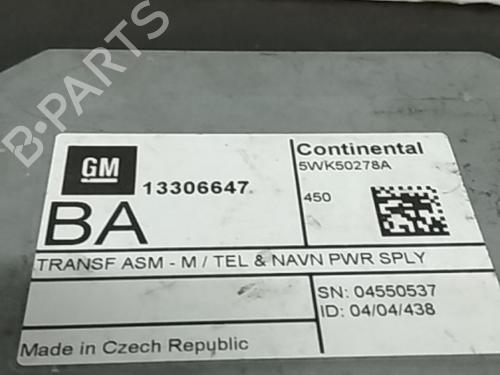 B-PARTS
GM
13306647
BA
Continental
5WK50278A
450
TRANSF ASM - M / TEL & NAVN PWR SPLY
SN: 04550537
ID: 04/04/438
Made in Czech Republic